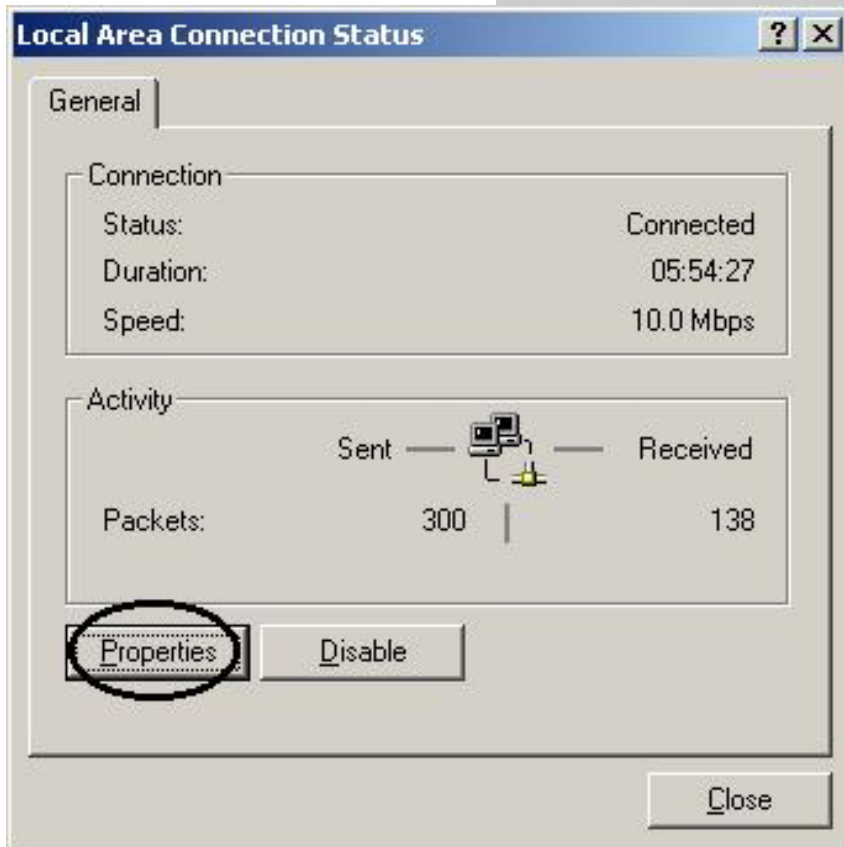 Local Area Connection Status
General
Connection
Status: Connected
Duration: 05:54:27
Speed: 10.0 Mbps
Activity
Sent Received
Packets: 300 138
Properties Disable
Close